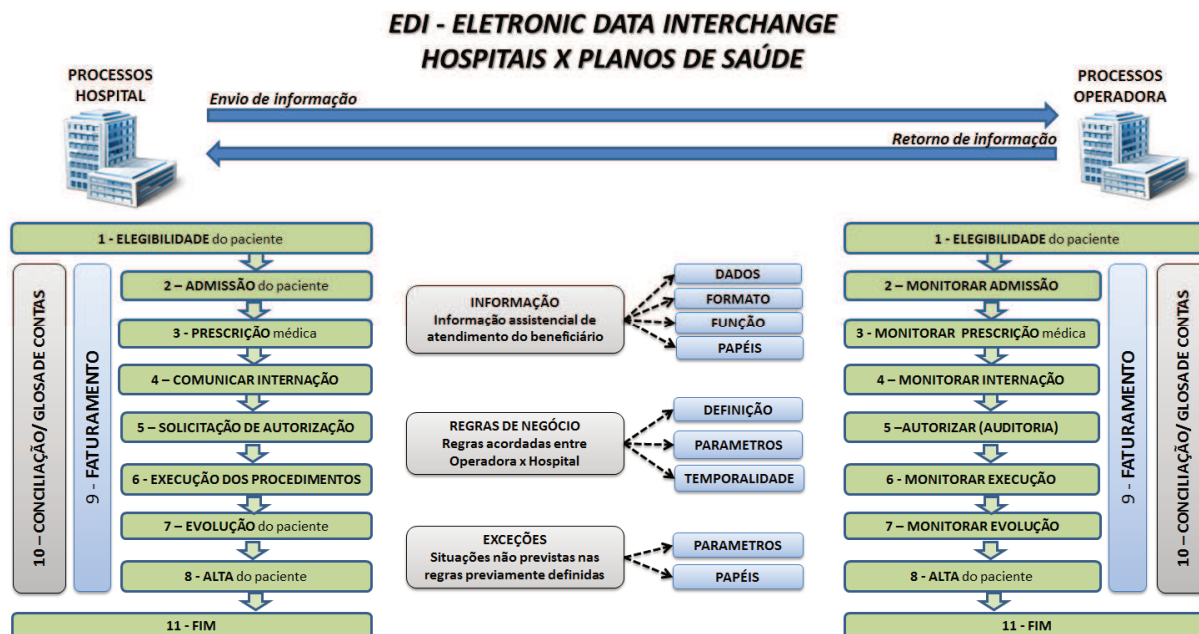 EDI - ELETRONIC DATA INTERCHANGE
HOSPITAIS X PLANOS DE SAÚDE
PROCESSOS
HOSPITAL
Envio de informação
Retorno de informação
PROCESSOS
OPERADORA
1 - ELEGIBILIDADE do paciente
2 – ADMISSÃO do paciente
3 - PRESCRIÇÃO médica
4 – COMUNICAR INTERNAÇÃO
5 – SOLICITAÇÃO DE AUTORIZAÇÃO
6 - EXECUÇÃO DOS PROCEDIMENTOS
7 – EVOLUÇÃO do paciente
8 - ALTA do paciente
9 - FATURAMENTO
10 – CONCILIAÇÃO/ GLOSA DE CONTAS
11 - FIM
INFORMAÇÃO
Informação assistencial de
atendimento do beneficiário
DADOS
FORMATO
FUNÇÃO
PAPÉIS
REGRAS DE NEGÓCIO
Regras acordadas entre
Operadora x Hospital
DEFINIÇÃO
PARAMETROS
TEMPORALIDADE
EXCEÇÕES
Situações não previstas nas
regras previamente definidas
PARAMETROS
PAPÉIS
1 - ELEGIBILIDADE do paciente
2 – MONITORAR ADMISSÃO
3 - MONITORAR PRESCRIÇÃO médica
4 – MONITORAR INTERNAÇÃO
5 –AUTORIZAR (AUDITORIA)
6 - MONITORAR EXECUÇÃO
7 – MONITORAR EVOLUÇÃO
8 - ALTA do paciente
9 - FATURAMENTO
10 – CONCILIAÇÃO/ GLOSA DE CONTAS
11 - FIM